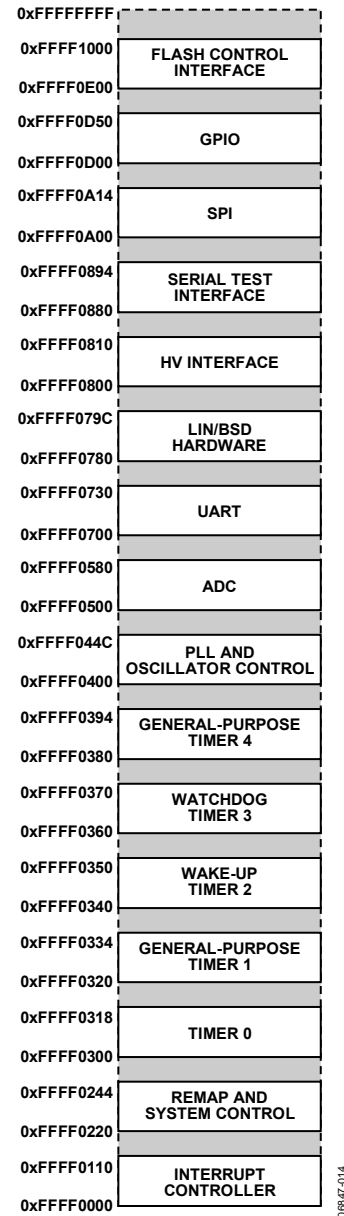 0xFFFFFFFF
0xFFFF1000
FLASH CONTROL
INTERFACE
0xFFFF0E00
0xFFFF0D50
GPIO
0xFFFF0D00
0xFFFF0A14
SPI
0xFFFF0A00
0xFFFF0894
SERIAL TEST
INTERFACE
0xFFFF0880
0xFFFF0810
HV INTERFACE
0xFFFF0800
0xFFFF079C
LIN/BSD
HARDWARE
0xFFFF0780
0xFFFF0730
UART
0xFFFF0700
0xFFFF0580
ADC
0xFFFF0500
0xFFFF044C
PLL AND
OSCILLATOR CONTROL
0xFFFF0400
0xFFFF0394
GENERAL-PURPOSE
TIMER 4
0xFFFF0380
0xFFFF0370
WATCHDOG
TIMER 3
0xFFFF0360
0xFFFF0350
WAKE-UP
TIMER 2
0xFFFF0340
0xFFFF0334
GENERAL-PURPOSE
TIMER 1
0xFFFF0320
0xFFFF0318
TIMER 0
0xFFFF0300
0xFFFF0244
REMAP AND
SYSTEM CONTROL
0xFFFF0220
0xFFFF0110
INTERRUPT
CONTROLLER
0xFFFF0000
06847-014